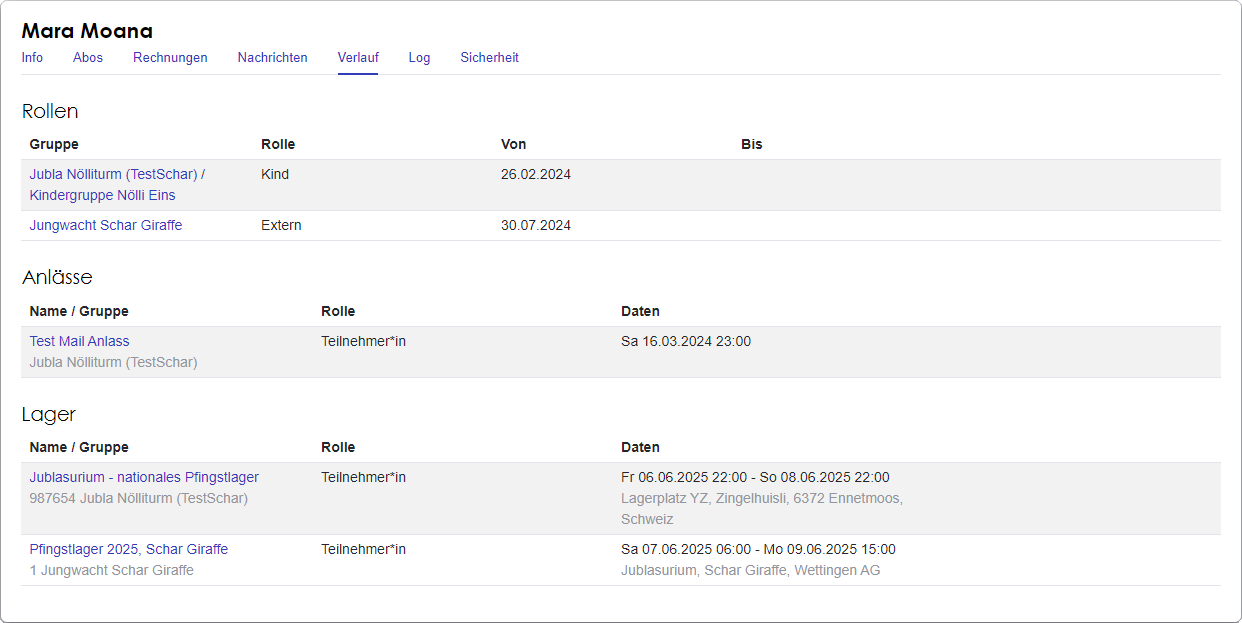 Mara Moana
Info Abos Rechnungen Nachrichten Verlauf Log Sicherheit
Rollen
Gruppe Rolle Von Bis
Jubla Nölliturm (TestSchar) / Kind 26.02.2024
Kindergruppe Nölli Eins
Jungwacht Schar Giraffe Extern 30.07.2024
Anlässe
Name / Gruppe Rolle Daten
Test Mail Anlass Teilnehmer*in Sa 16.03.2024 23:00
Jubla Nölliturm (TestSchar)
Lager
Name / Gruppe Rolle Daten
Jublasurium - nationales Pfingstlager Teilnehmer*in Fr 06.06.2025 22:00 - So 08.06.2025 22:00
987654 Jubla Nölliturm (TestSchar) Lagerplatz YZ, Zingelhuisli, 6372 Ennetmoos,
Schweiz
Pfingstlager 2025, Schar Giraffe Teilnehmer*in Sa 07.06.2025 06:00 - Mo 09.06.2025 15:00
1 Jungwacht Schar Giraffe Jublasurium, Schar Giraffe, Wettingen AG